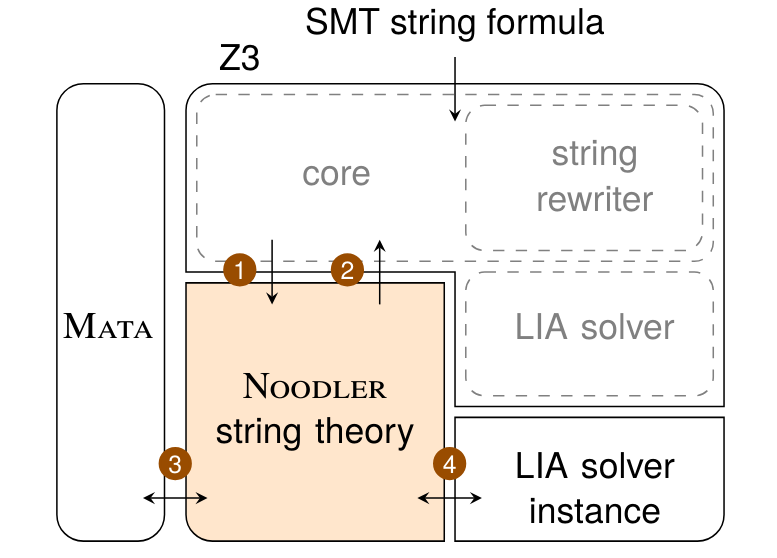 SMT string formula
Z3
core
string
rewriter
1
2
LIA solver
MATA
NOODLER
string theory
3
4
LIA solver
instance